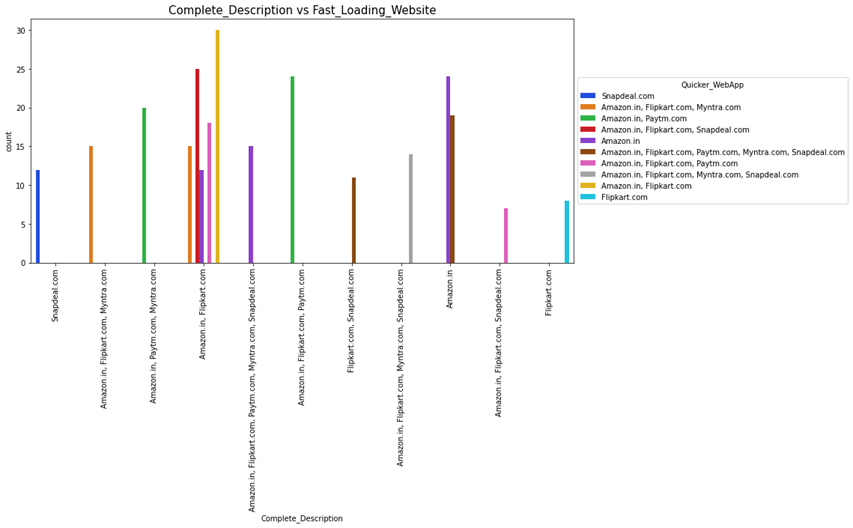 Complete_Description vs Fast_Loading_Website
30
25
20
15
10
5
0
count
Snapdeal.com
Amazon.in, Flipkart.com, Myntra.com
Amazon.in, Paytm.com, Myntra.com
Amazon.in, Flipkart.com
Amazon.in, Flipkart.com, Paytm.com, Myntra.com, Snapdeal.com
Amazon.in, Flipkart.com, Paytm.com
Flipkart.com, Snapdeal.com
Amazon.in, Flipkart.com, Myntra.com, Snapdeal.com
Amazon.in
Amazon.in, Flipkart.com, Snapdeal.com
Flipkart.com
Complete_Description
Quicker_WebApp
Snapdeal.com
Amazon.in, Flipkart.com, Myntra.com
Amazon.in, Paytm.com
Amazon.in, Flipkart.com, Snapdeal.com
Amazon.in
Amazon.in, Flipkart.com, Paytm.com, Myntra.com, Snapdeal.com
Amazon.in, Flipkart.com, Paytm.com
Amazon.in, Flipkart.com, Myntra.com, Snapdeal.com
Amazon.in, Flipkart.com
Flipkart.com